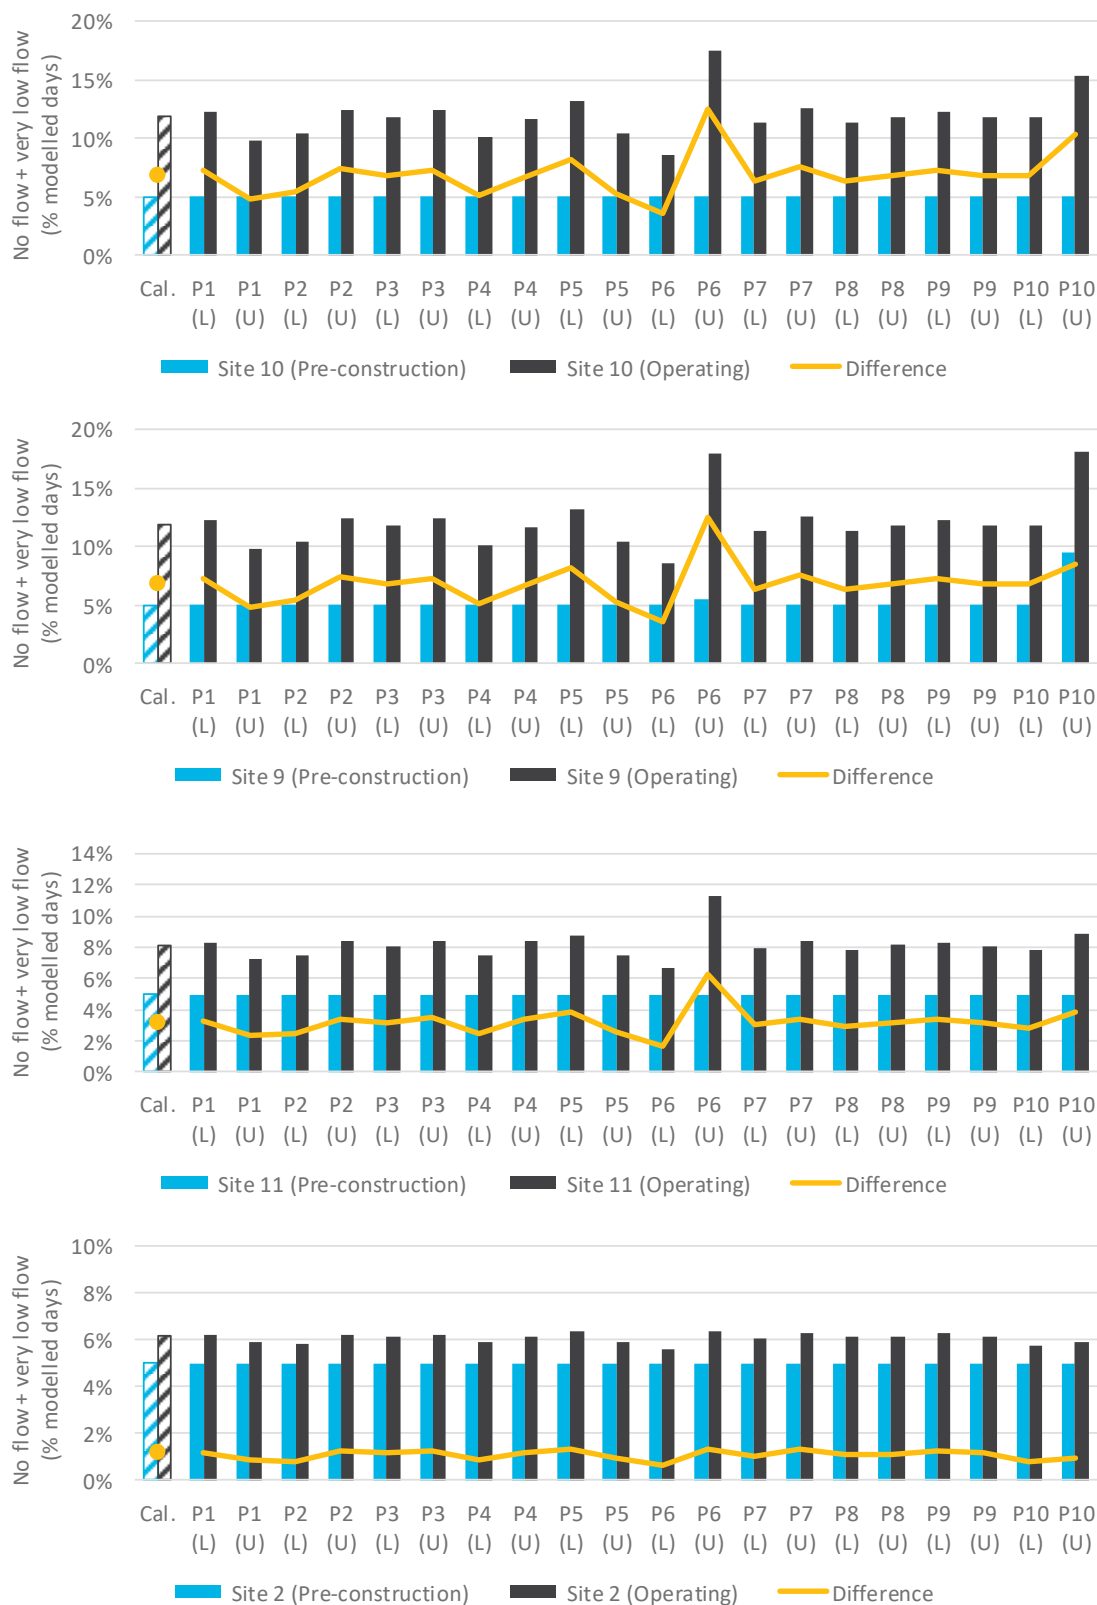 No flow + very low flow
(% modelled days)
20%
15%
10%
5%
0%
Cal. P1 P1 P2 P2 P3 P3 P4 P4 P5 P5 P6 P6 P7 P7 P8 P8 P9 P9 P10 P10
(L) (U) (L) (U) (L) (U) (L) (U) (L) (U) (L) (U) (L) (U) (L) (U) (L) (U) (L) (U)
Site 10 (Pre-construction) Site 10 (Operating) Difference
No flow + very low flow
(% modelled days)
20%
15%
10%
5%
0%
Cal. P1 P1 P2 P2 P3 P3 P4 P4 P5 P5 P6 P6 P7 P7 P8 P8 P9 P9 P10 P10
(L) (U) (L) (U) (L) (U) (L) (U) (L) (U) (L) (U) (L) (U) (L) (U) (L) (U) (L) (U)
Site 9 (Pre-construction) Site 9 (Operating) Difference
No flow + very low flow
(% modelled days)
14%
12%
10%
8%
6%
4%
2%
0%
Cal. P1 P1 P2 P2 P3 P3 P4 P4 P5 P5 P6 P6 P7 P7 P8 P8 P9 P9 P10 P10
(L) (U) (L) (U) (L) (U) (L) (U) (L) (U) (L) (U) (L) (U) (L) (U) (L) (U) (L) (U)
Site 11 (Pre-construction) Site 11 (Operating) Difference
No flow + very low flow
(% modelled days)
10%
8%
6%
4%
2%
0%
Cal. P1 P1 P2 P2 P3 P3 P4 P4 P5 P5 P6 P6 P7 P7 P8 P8 P9 P9 P10 P10
(L) (U) (L) (U) (L) (U) (L) (U) (L) (U) (L) (U) (L) (U) (L) (U) (L) (U) (L) (U)
Site 2 (Pre-construction) Site 2 (Operating) Difference